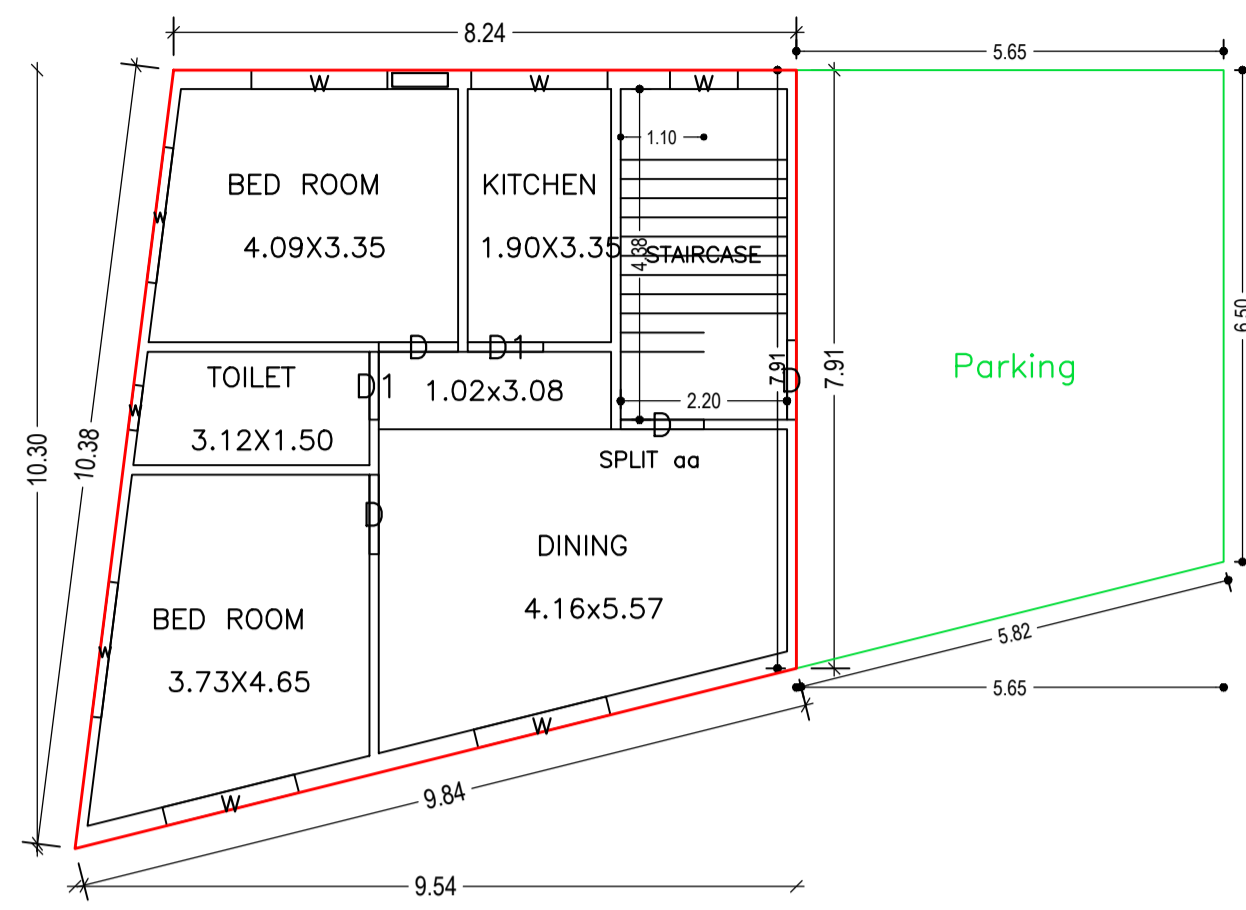 8.24
5.65
W
W
W
1.10
BED ROOM
KITCHEN
W
4.09X3.35
1.90X3.35
4.38
STAIRCASE
6.50
D
D1
7.91
7.91
D
Parking
TOILET
D1
1.02x3.08
W
2.20
3.12X1.50
D
10.30
10.38
SPLIT aa
D
DINING
BED ROOM
4.16x5.57
5.82
W
3.73X4.65
5.65
W
W
9.84
9.54